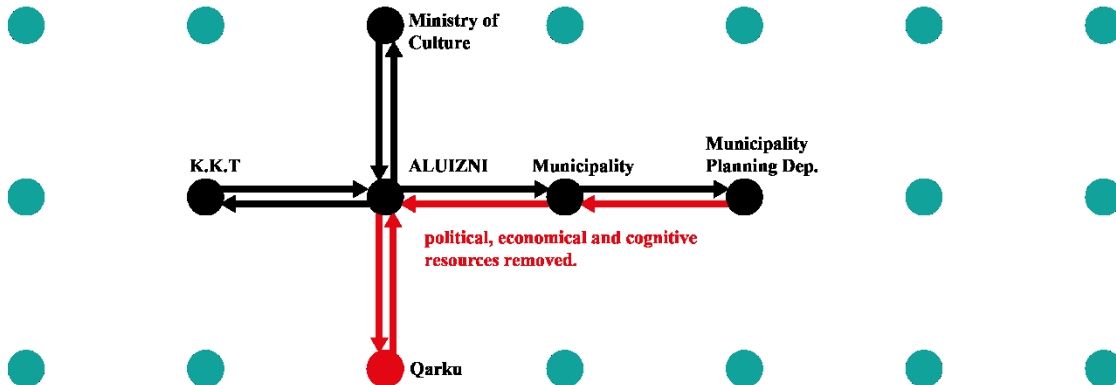 Ministry of
Culture
K.K.T
ALUIZNI
Municipality
Municipality
Planning Dep.
political, economical and cognitive
resources removed.
Qarku